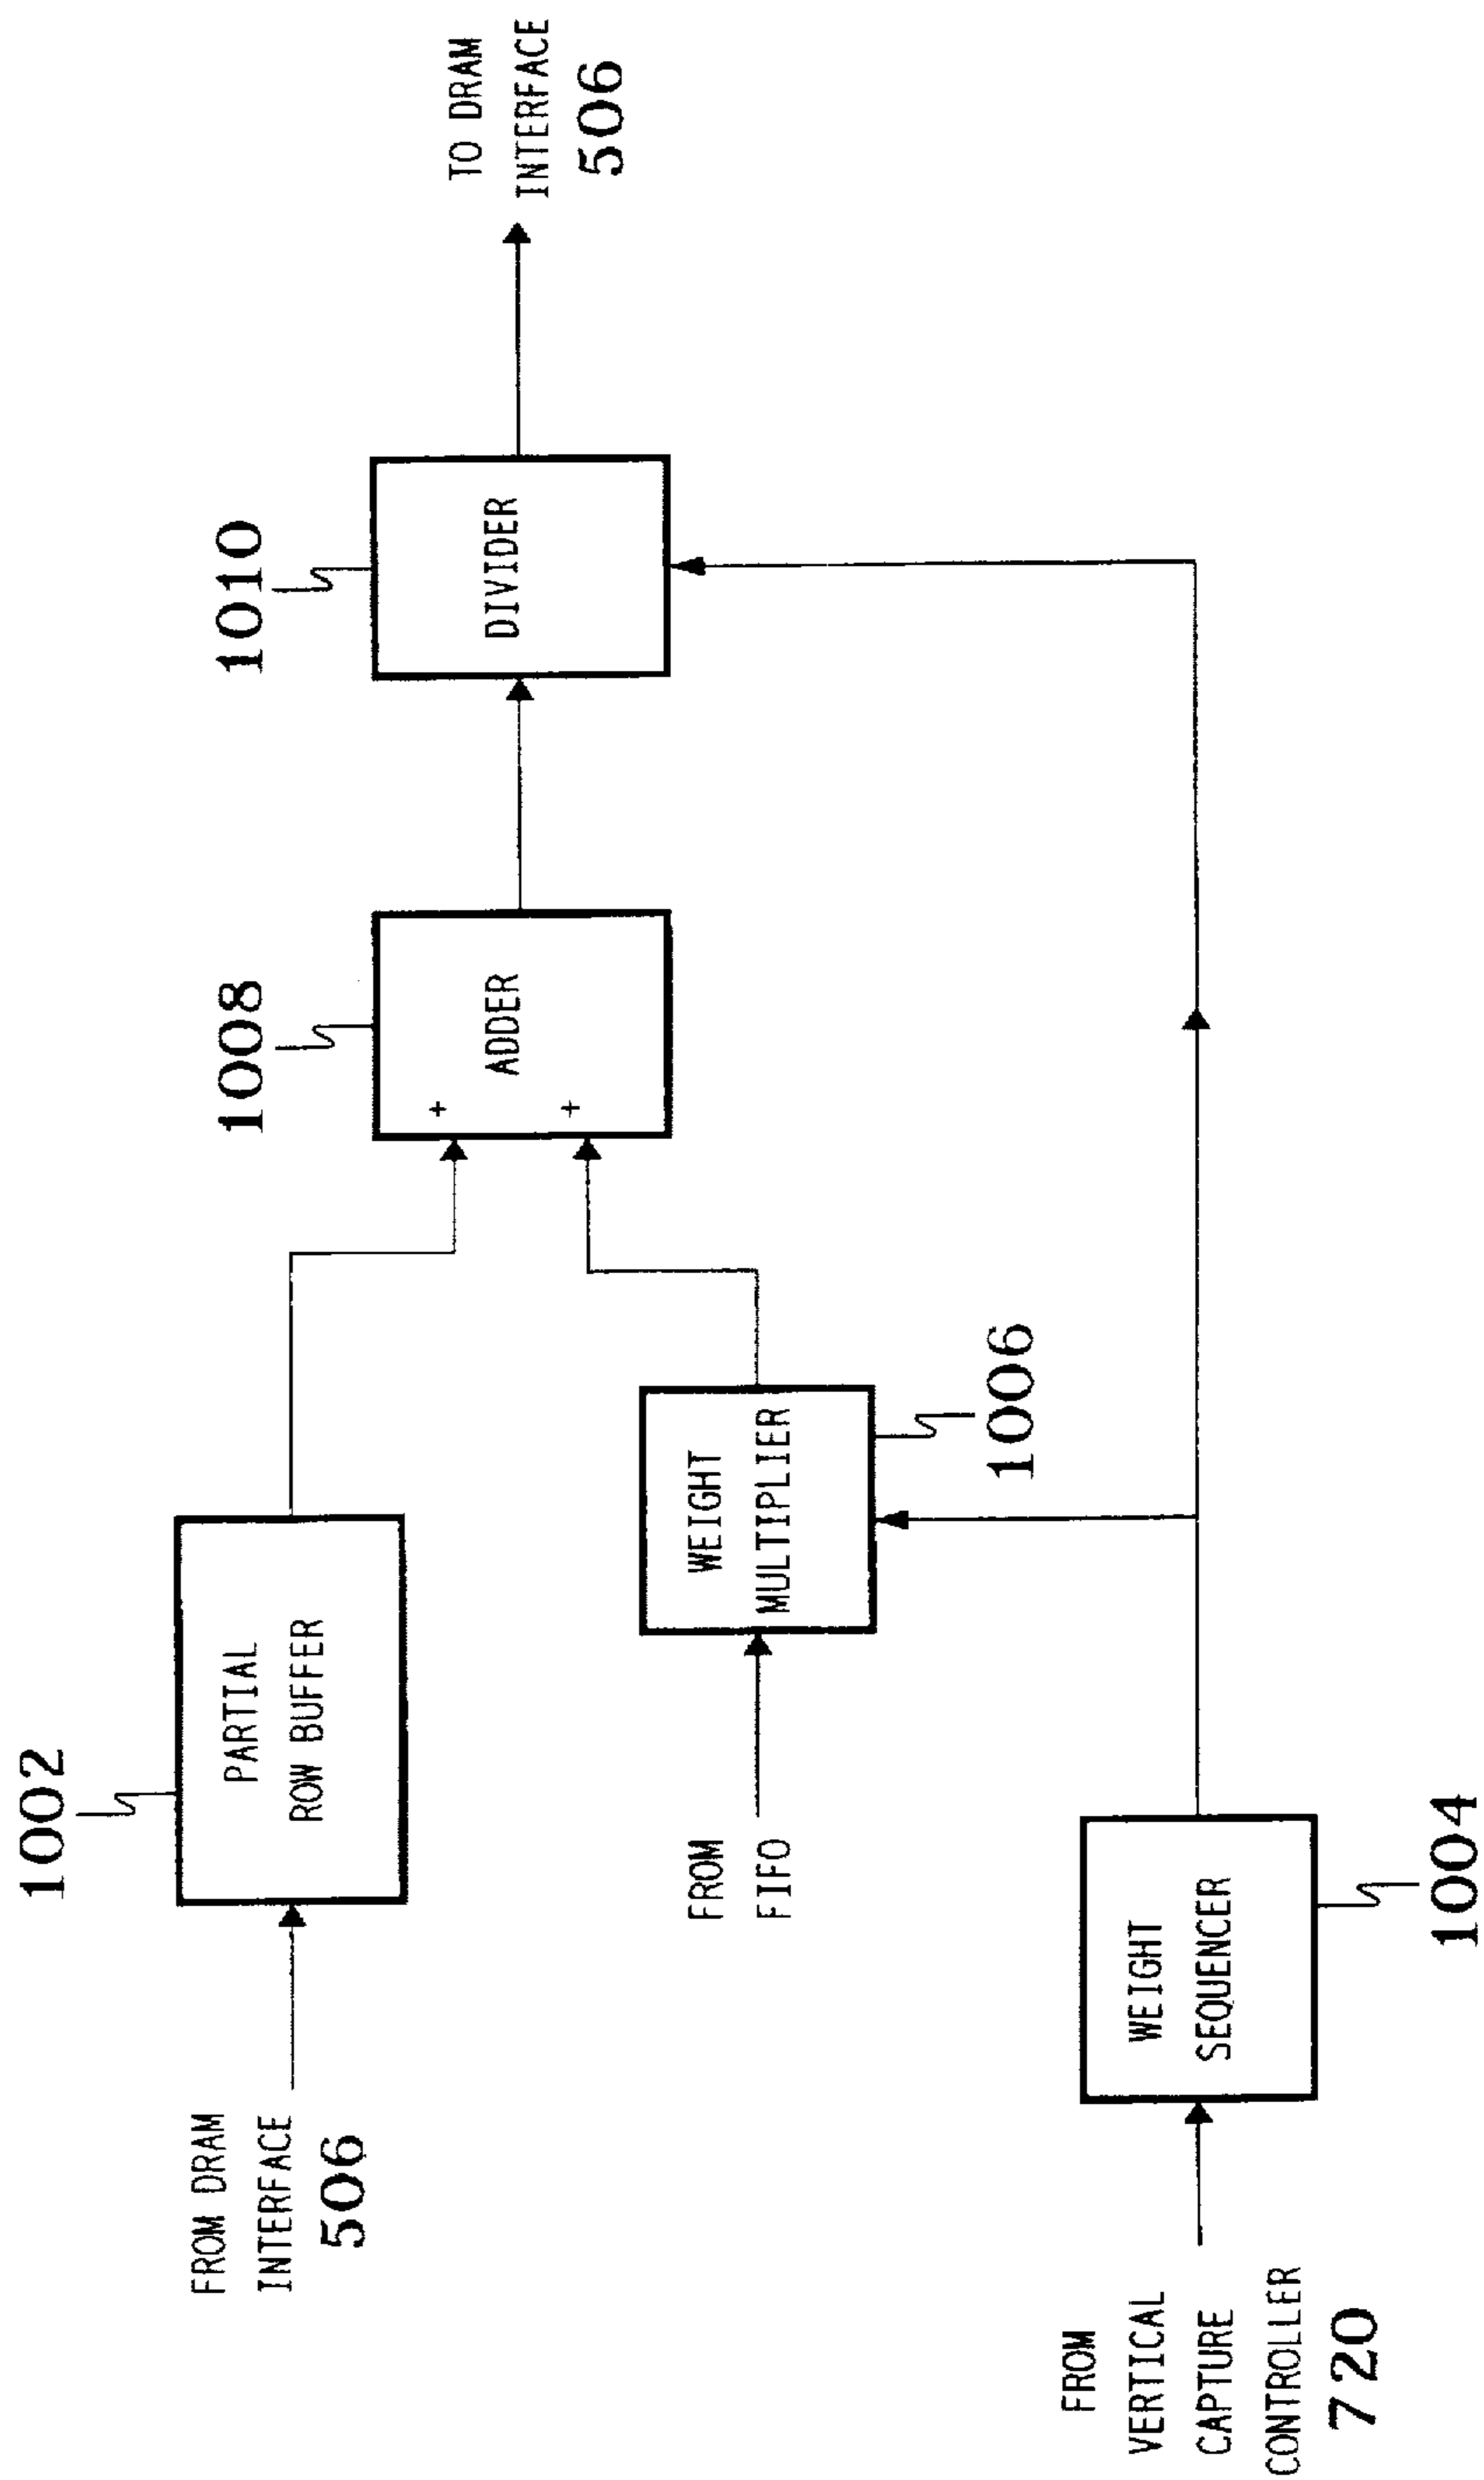 1002
PARTIAL
ROW BUFFER
FROM DRAM
INTERFACE
506
1008
+
+
ADDER
1010
DIVIDER
TO DRAM
INTERFACE
506
FROM
FIFO
WEIGHT
MULTIPLIER
1006
FROM
VERTICAL
CAPTURE
CONTROLLER
720
WEIGHT
SEQUENCER
1004